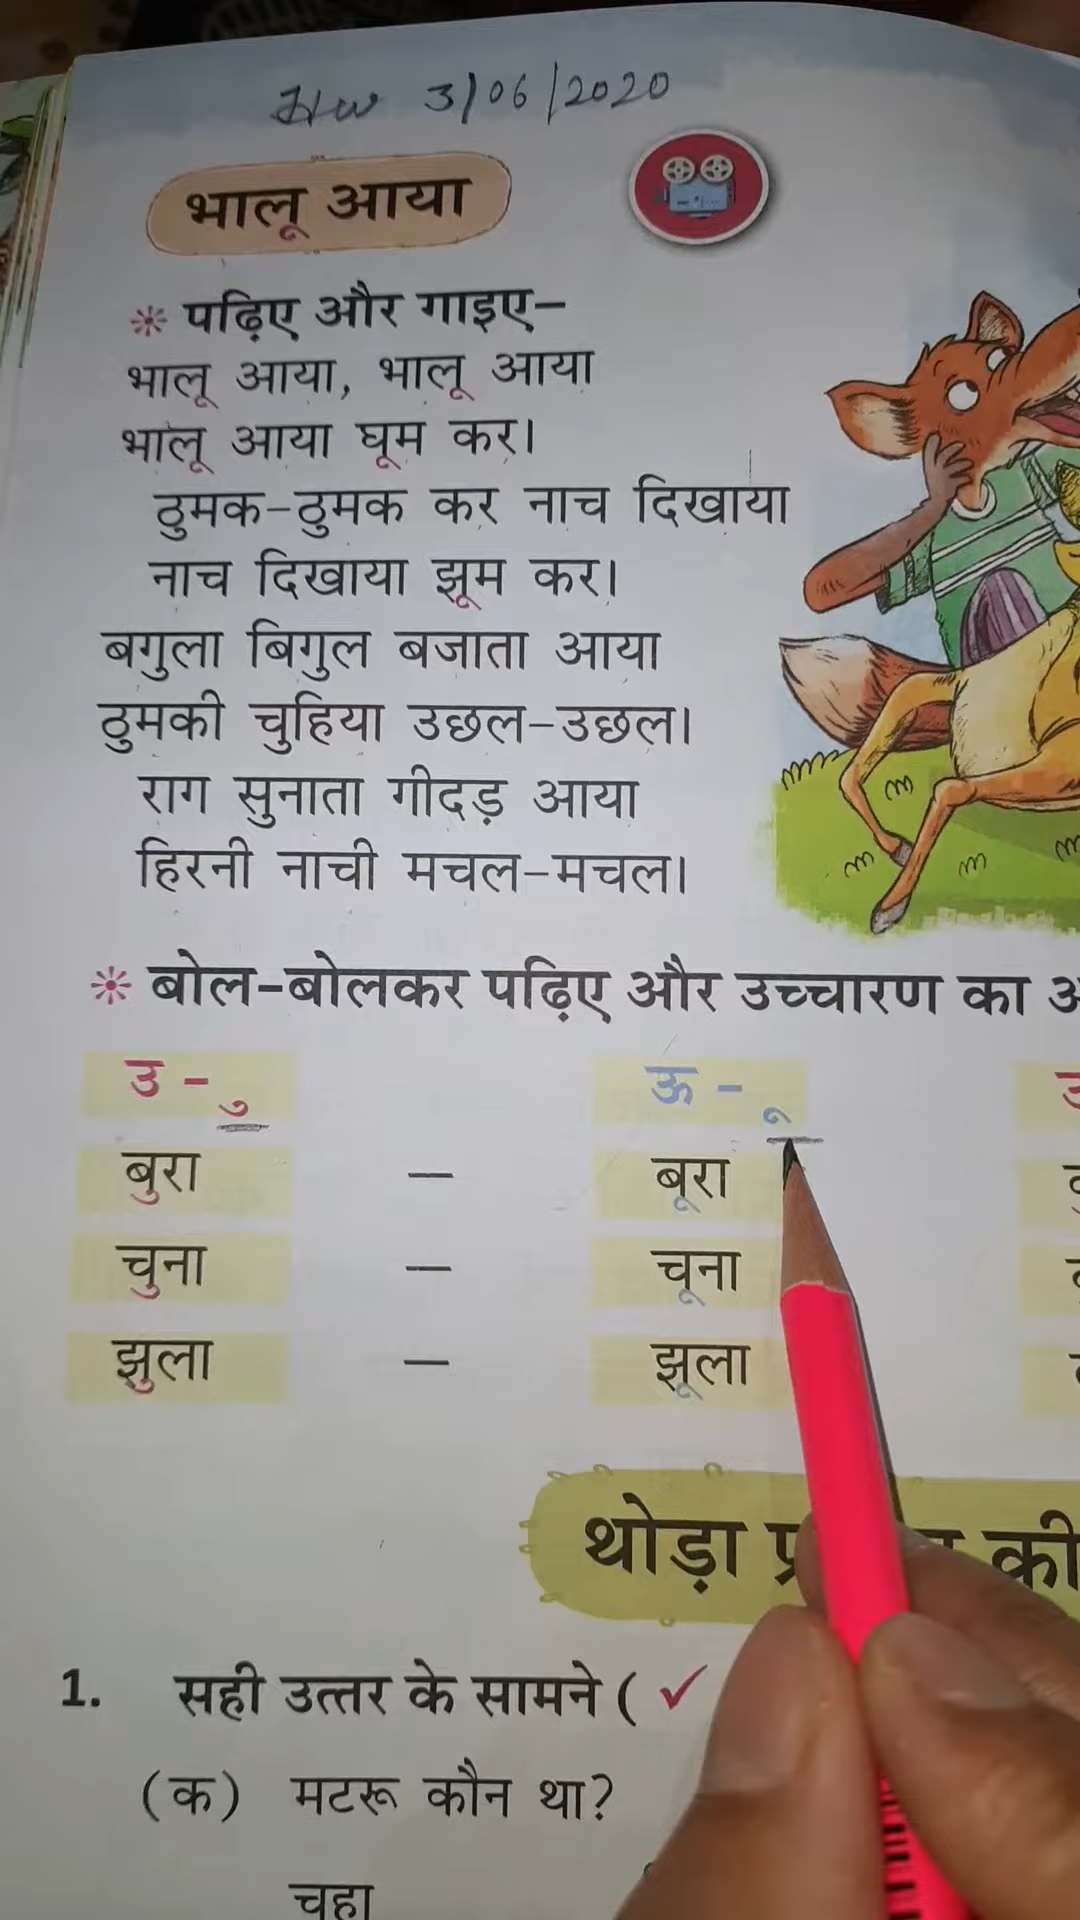 HW 3/06/2020
भालू आया
पढ़िए और गाइए–
भालू आया, भालू आया
भालू आया घूम कर।
ठुमक-ठुमक कर नाच दिखाया
नाच दिखाया झूम कर।
बगुला बिगुल बजाता आया
ठुमकी चुहिया उछल-उछल।
राग सुनाता गीदड़ आया
हिरनी नाची मचल-मचल।
बोल-बोलकर पढ़िए और उच्चारण का
उ - ु ऊ - ू
बुरा – बूरा
चुना – चूना
झुला – झूला
थोड़ा की
1. सही उत्तर के सामने ( ✓
(क) मटरू कौन था?